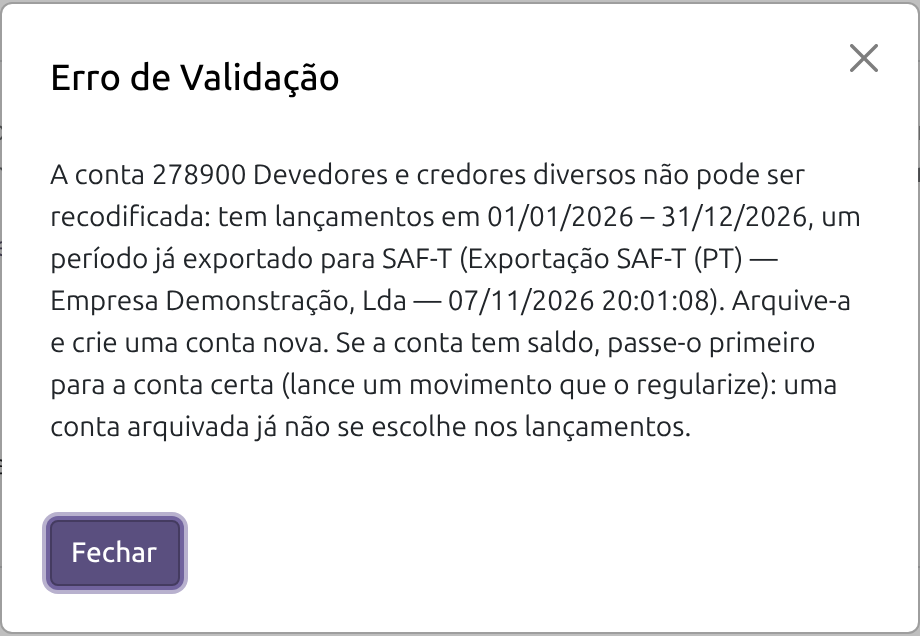 Erro de Validação
A conta 278900 Devedores e credores diversos não pode ser
recodificada: tem lançamentos em 01/01/2026 – 31/12/2026, um
período já exportado para SAF-T (Exportação SAF-T (PT) —
Empresa Demonstração, Lda — 07/11/2026 20:01:08). Arquive-a
e crie uma conta nova. Se a conta tem saldo, passe-o primeiro
para a conta certa (lance um movimento que o regularize): uma
conta arquivada já não se escolhe nos lançamentos.
Fechar